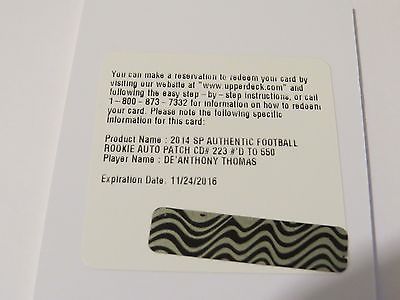 You can make a reservation to redeem your card by
visiting our website at "www.upperdeck.com" and
following the easy step - by - step instructions, or call
1 - 800 - 873 - 7332 for information on how to redeem
your card. Please note the following specific
information for this card:
Product Name : 2014 SP AUTHENTIC FOOTBALL
ROOKIE AUTO PATCH CD# 223 #'D TO 550
Player Name : DE'ANTHONY THOMAS
Expiration Date: 11/24/2016